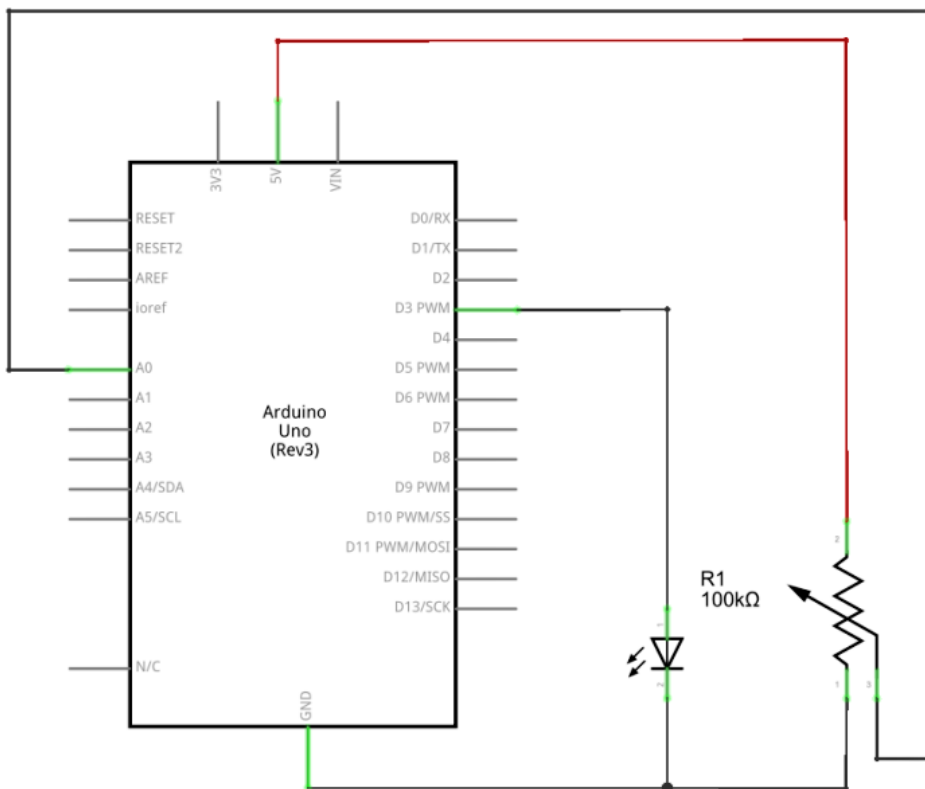 3V3
5V
VIN
RESET
RESET2
AREF
ioref
A0
A1
A2
A3
A4/SDA
A5/SCL
N/C
Arduino
Uno
(Rev3)
D0/RX
D1/TX
D2
D3 PWM
D4
D5 PWM
D6 PWM
D7
D8
D9 PWM
D10 PWM/SS
D11 PWM/MOSI
D12/MISO
D13/SCK
GND
1
2
R1
100kΩ
2
1
3